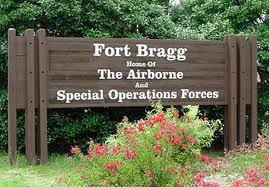 Fort Bragg
Home Of
The Airborne
And
Special Operations Forces